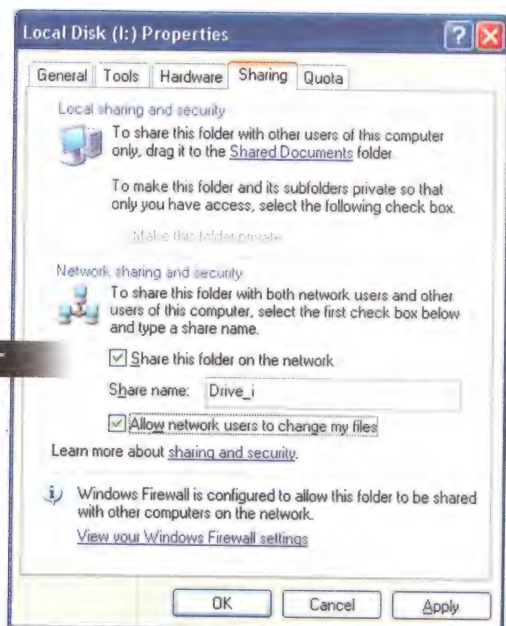 Local Disk (I:) Properties
General Tools Hardware Sharing Quota
Local sharing and security
To share this folder with other users of this computer
only, drag it to the Shared Documents folder.
To make this folder and its subfolders private so that
only you have access, select the following check box.
Make this folder private
Network sharing and security
To share this folder with both network users and other
users of this computer, select the first check box below
and type a share name.
Share this folder on the network
Share name: Drive_i
Allow network users to change my files
Learn more about sharing and security.
Windows Firewall is configured to allow this folder to be shared
with other computers on the network.
View your Windows Firewall settings
OK Cancel Apply